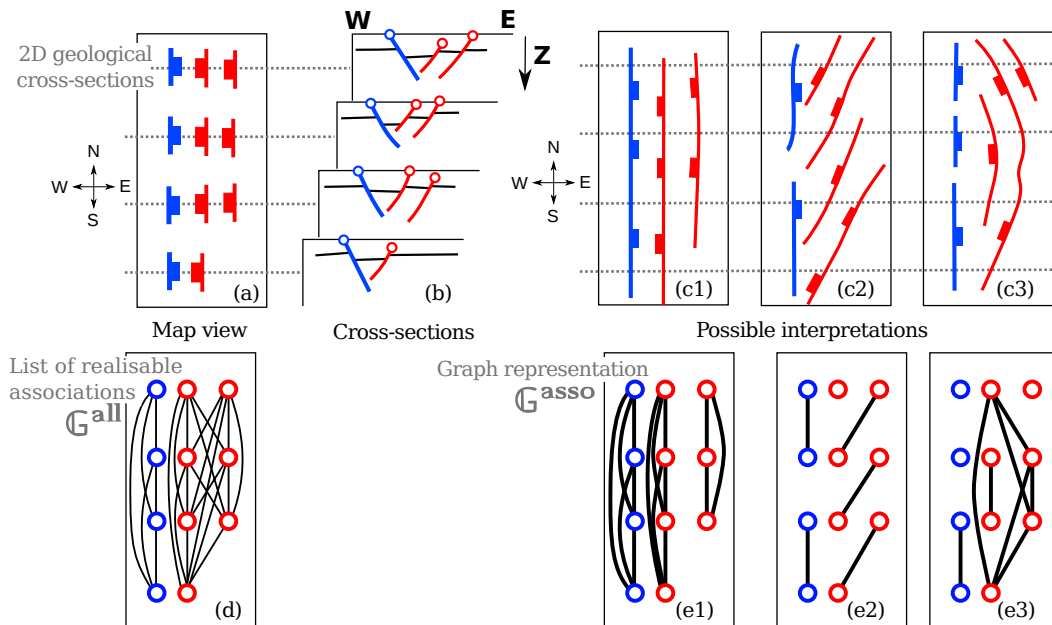 W E
2D geological
cross-sections
Z
N
W E
S
N
W E
S
(a) (b) (c1) (c2) (c3)
Map view Cross-sections Possible interpretations
List of realisable
associations
𝔾all
Graph representation
𝔾asso
(d) (e1) (e2) (e3)